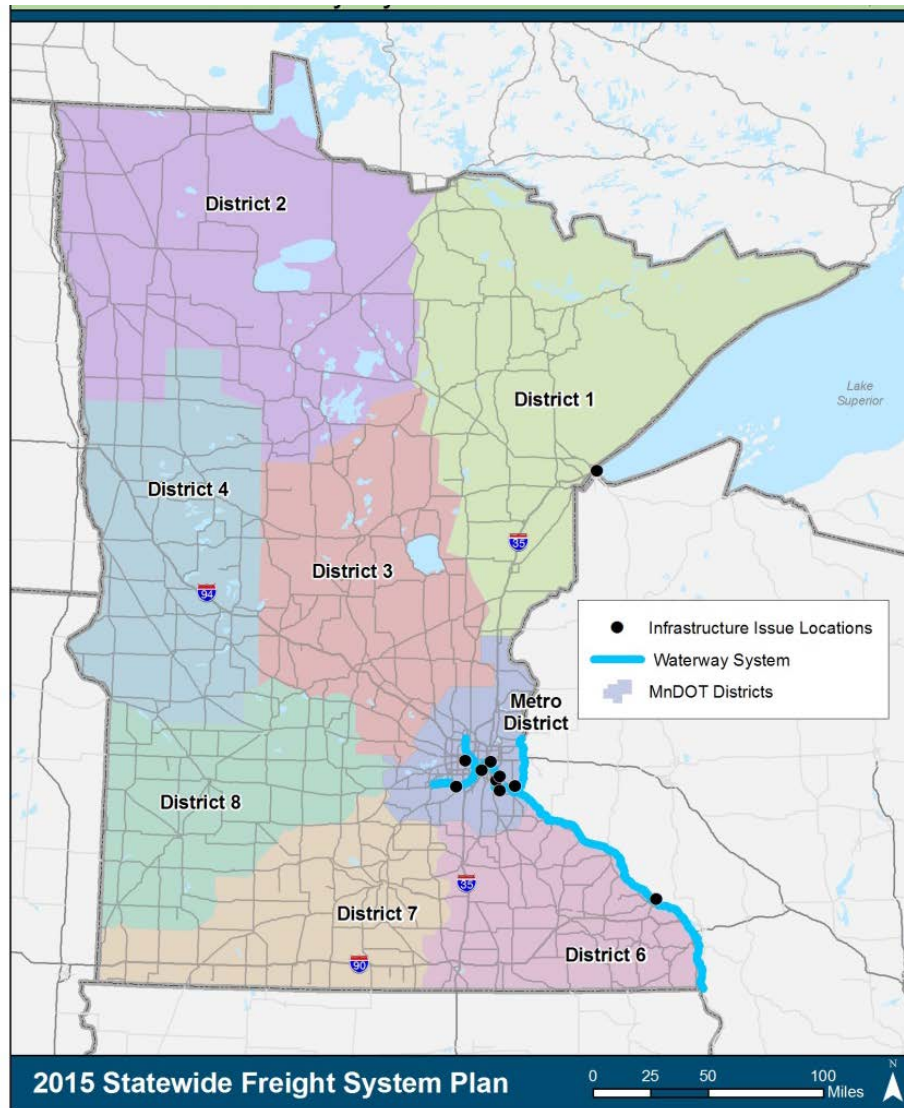 District 2
District 1
Lake
Superior
District 4
35
District 3
94
Infrastructure Issue Locations
Waterway System
MnDOT Districts
Metro
District
District 8
35
District 7
District 6
90
2015 Statewide Freight System Plan
0 25 50 100
Miles
N